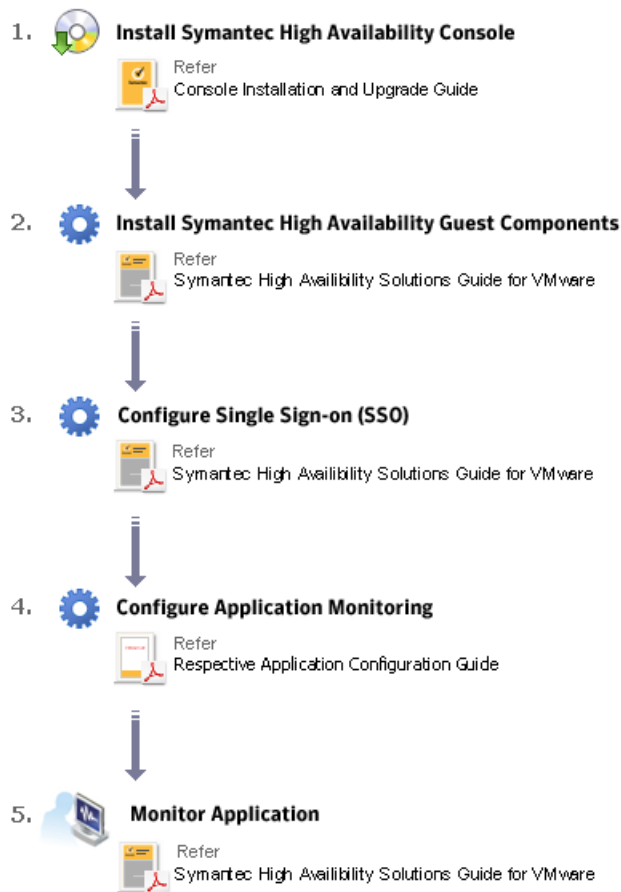 1. Install Symantec High Availability Console
Refer
Console Installation and Upgrade Guide
2. Install Symantec High Availability Guest Components
Refer
Symantec High Availibility Solutions Guide for VMware
3. Configure Single Sign-on (SSO)
Refer
Symantec High Availibility Solutions Guide for VMware
4. Configure Application Monitoring
Refer
Respective Application Configuration Guide
5. Monitor Application
Refer
Symantec High Availibility Solutions Guide for VMware